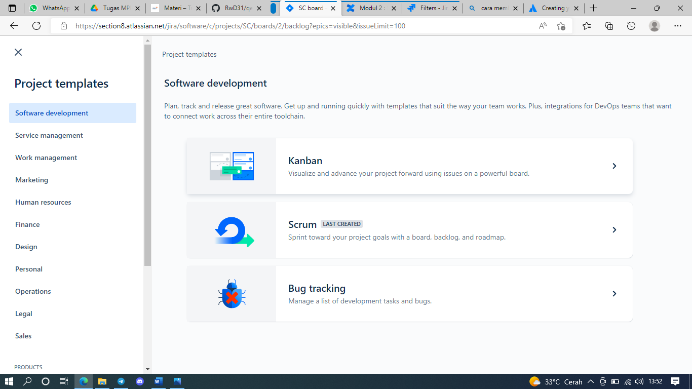 WhatsApp
Tugas MP
Materi – T
SC board
Modul 2
Filters - Ti
cara mem
Creating y
https://section8.atlassian.net/jira/software/c/projects/SC/boards/2/backlog?epics=visible&issueLimit=100
Project templates
Software development
Service management
Work management
Marketing
Human resources
Finance
Design
Personal
Operations
Legal
Sales
PRODUCTS
Project templates
Software development
Plan, track and release great software. Get up and running quickly with templates that suit the way your team works. Plus, integrations for DevOps teams that want
to connect work across their entire toolchain.
Kanban
Visualize and advance your project forward using issues on a powerful board.
Scrum LAST CREATED
Sprint toward your project goals with a board, backlog, and roadmap.
Bug tracking
Manage a list of development tasks and bugs.
33°C Cerah
13:52